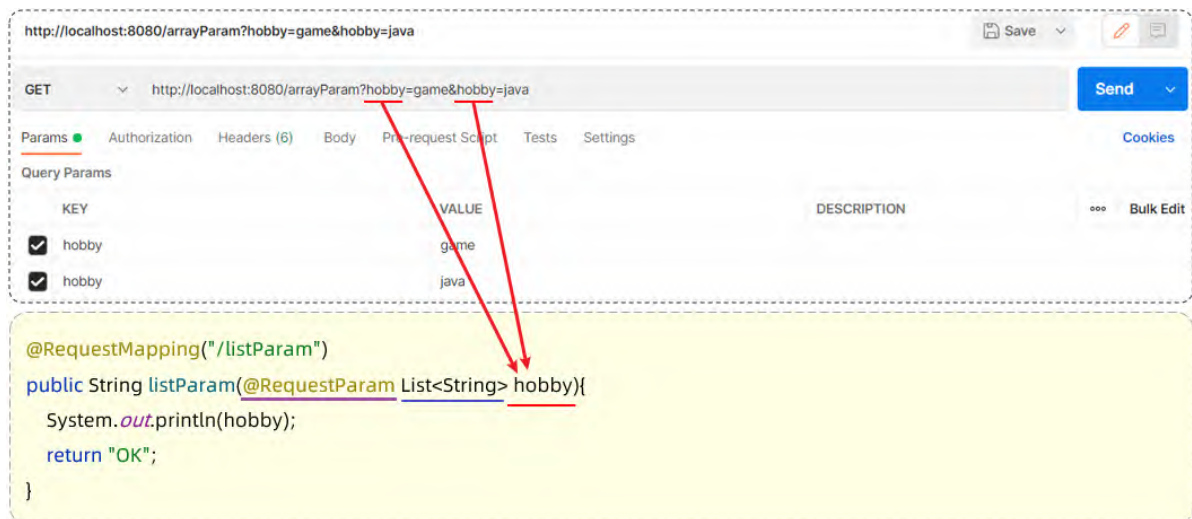 http://localhost:8080/arrayParam?hobby=game&hobby=java Save
GET http://localhost:8080/arrayParam?hobby=game&hobby=java Send
Params Authorization Headers (6) Body Pre-request Script Tests Settings Cookies
Query Params
KEY VALUE DESCRIPTION ooo Bulk Edit
hobby game
hobby java
@RequestMapping("/listParam")
public String listParam(@RequestParam List<String> hobby){
System.out.println(hobby);
return "OK";
}